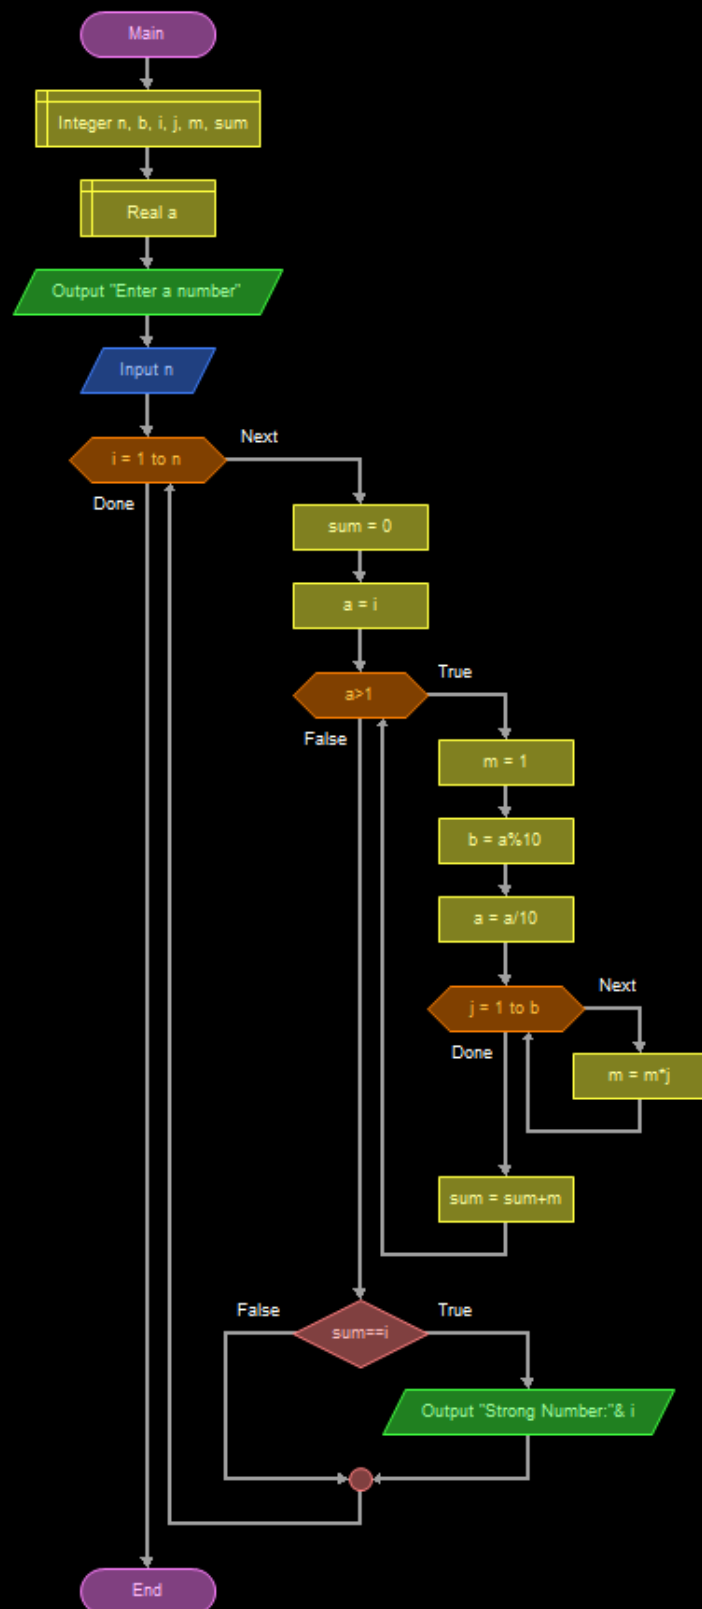 Main
Integer n, b, i, j, m, sum
Real a
Output "Enter a number"
Input n
i = 1 to n
Next
Done
sum = 0
a = i
a>1
True
False
m = 1
b = a%10
a = a/10
j = 1 to b
Next
Done
m = m*j
sum = sum+m
False
sum==i
True
Output "Strong Number:"& i
End